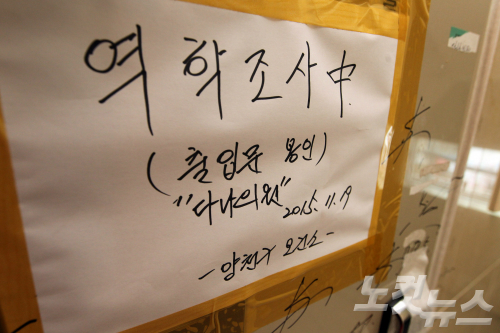 역학조사中
(출입문 봉인)
"다나의원" 2015. 11. 19
- 양천구 보건소 -
노컷뉴스